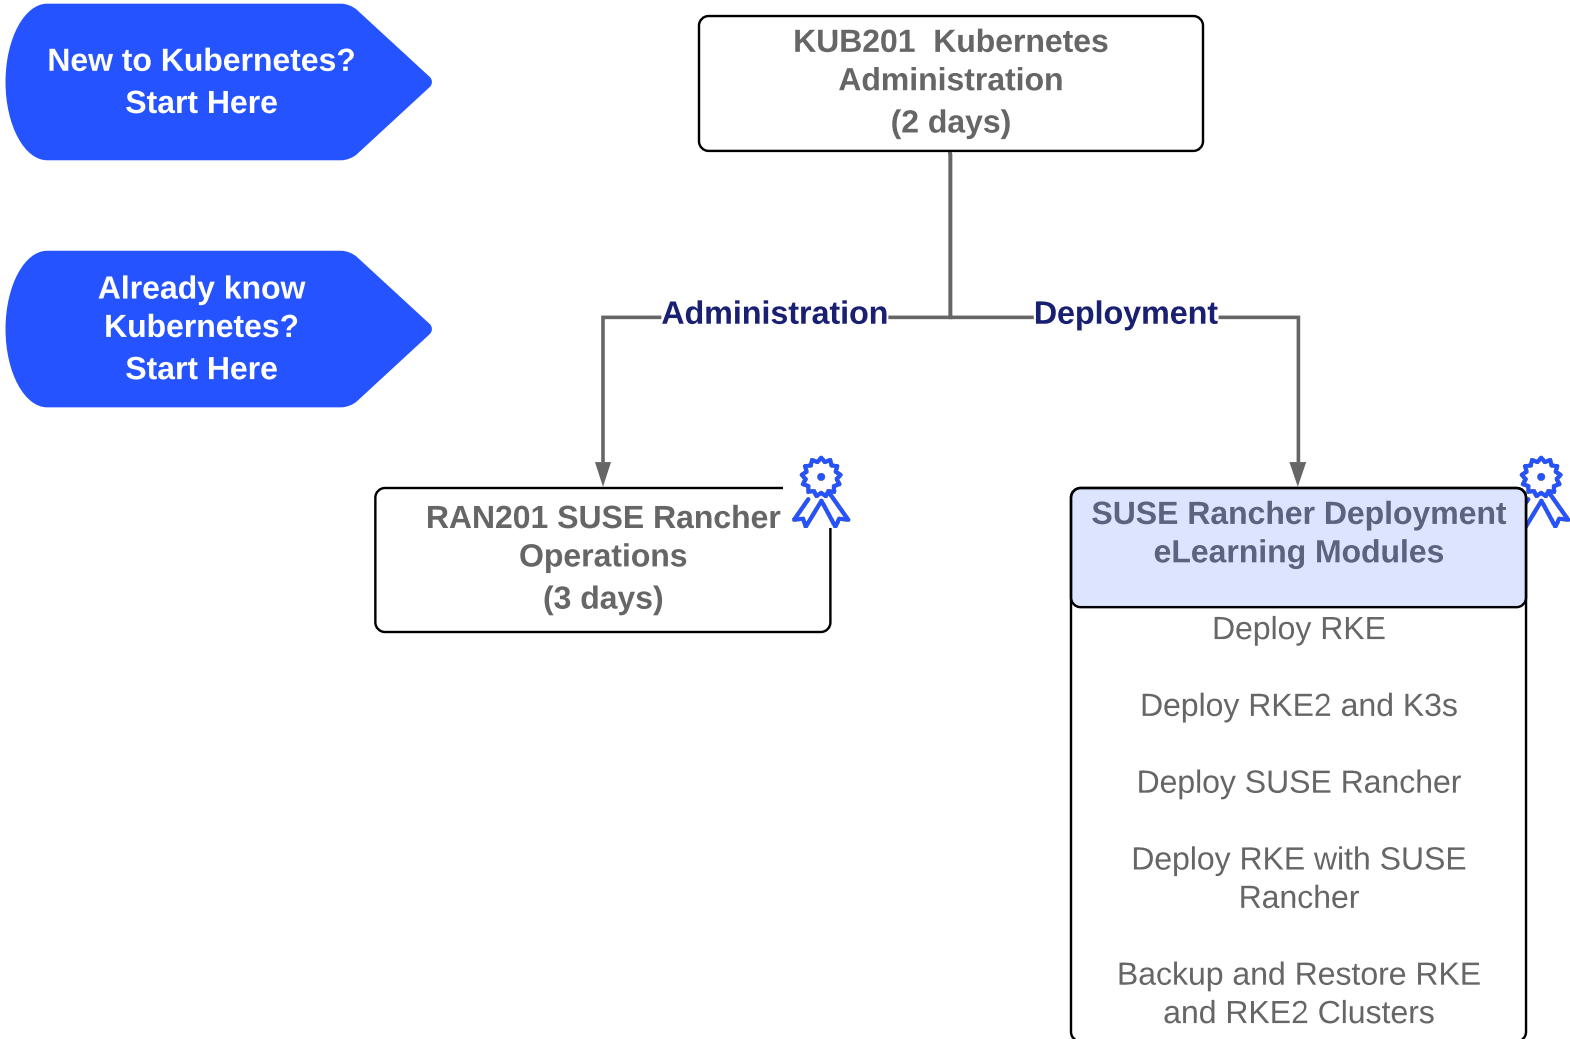 New to Kubernetes?
Start Here
KUB201  Kubernetes
Administration
(2 days)
Already know
Kubernetes?
Start Here
Administration
Deployment
RAN201 SUSE Rancher
Operations
(3 days)
SUSE Rancher Deployment
eLearning Modules
Deploy RKE
Deploy RKE2 and K3s
Deploy SUSE Rancher
Deploy RKE with SUSE
Rancher
Backup and Restore RKE
and RKE2 Clusters